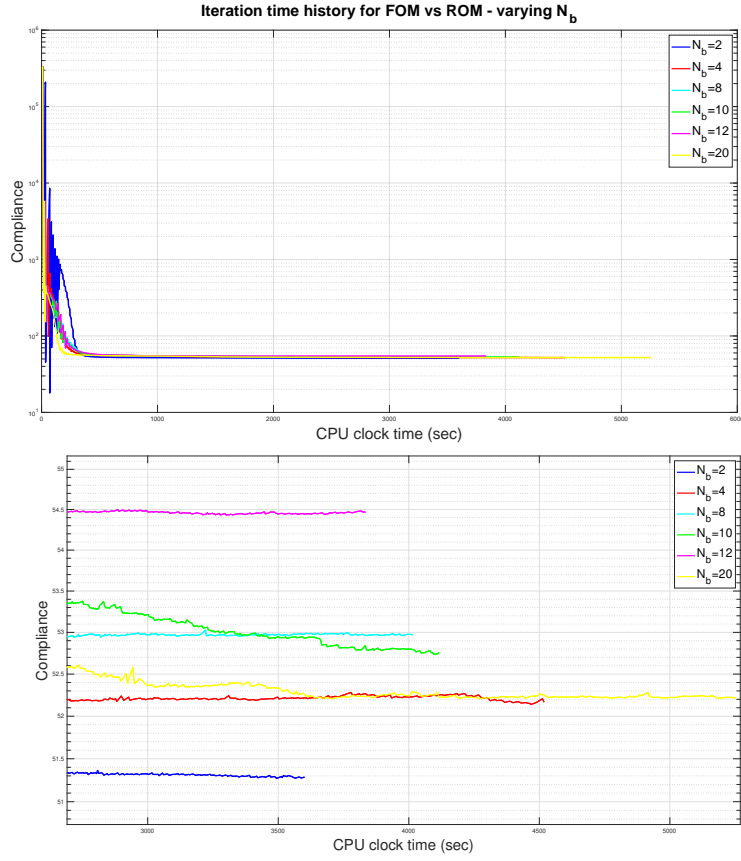 Iteration time history for FOM vs ROM - varying N_b
10^6
10^5
10^4
10^3
10^2
10^1
Compliance
0 1000 2000 3000 4000 5000 6000
CPU clock time (sec)
N_b=2
N_b=4
N_b=8
N_b=10
N_b=12
N_b=20
55
54.5
54
53.5
53
52.5
52
51.5
51
Compliance
3000 3500 4000 4500 5000
CPU clock time (sec)
N_b=2
N_b=4
N_b=8
N_b=10
N_b=12
N_b=20